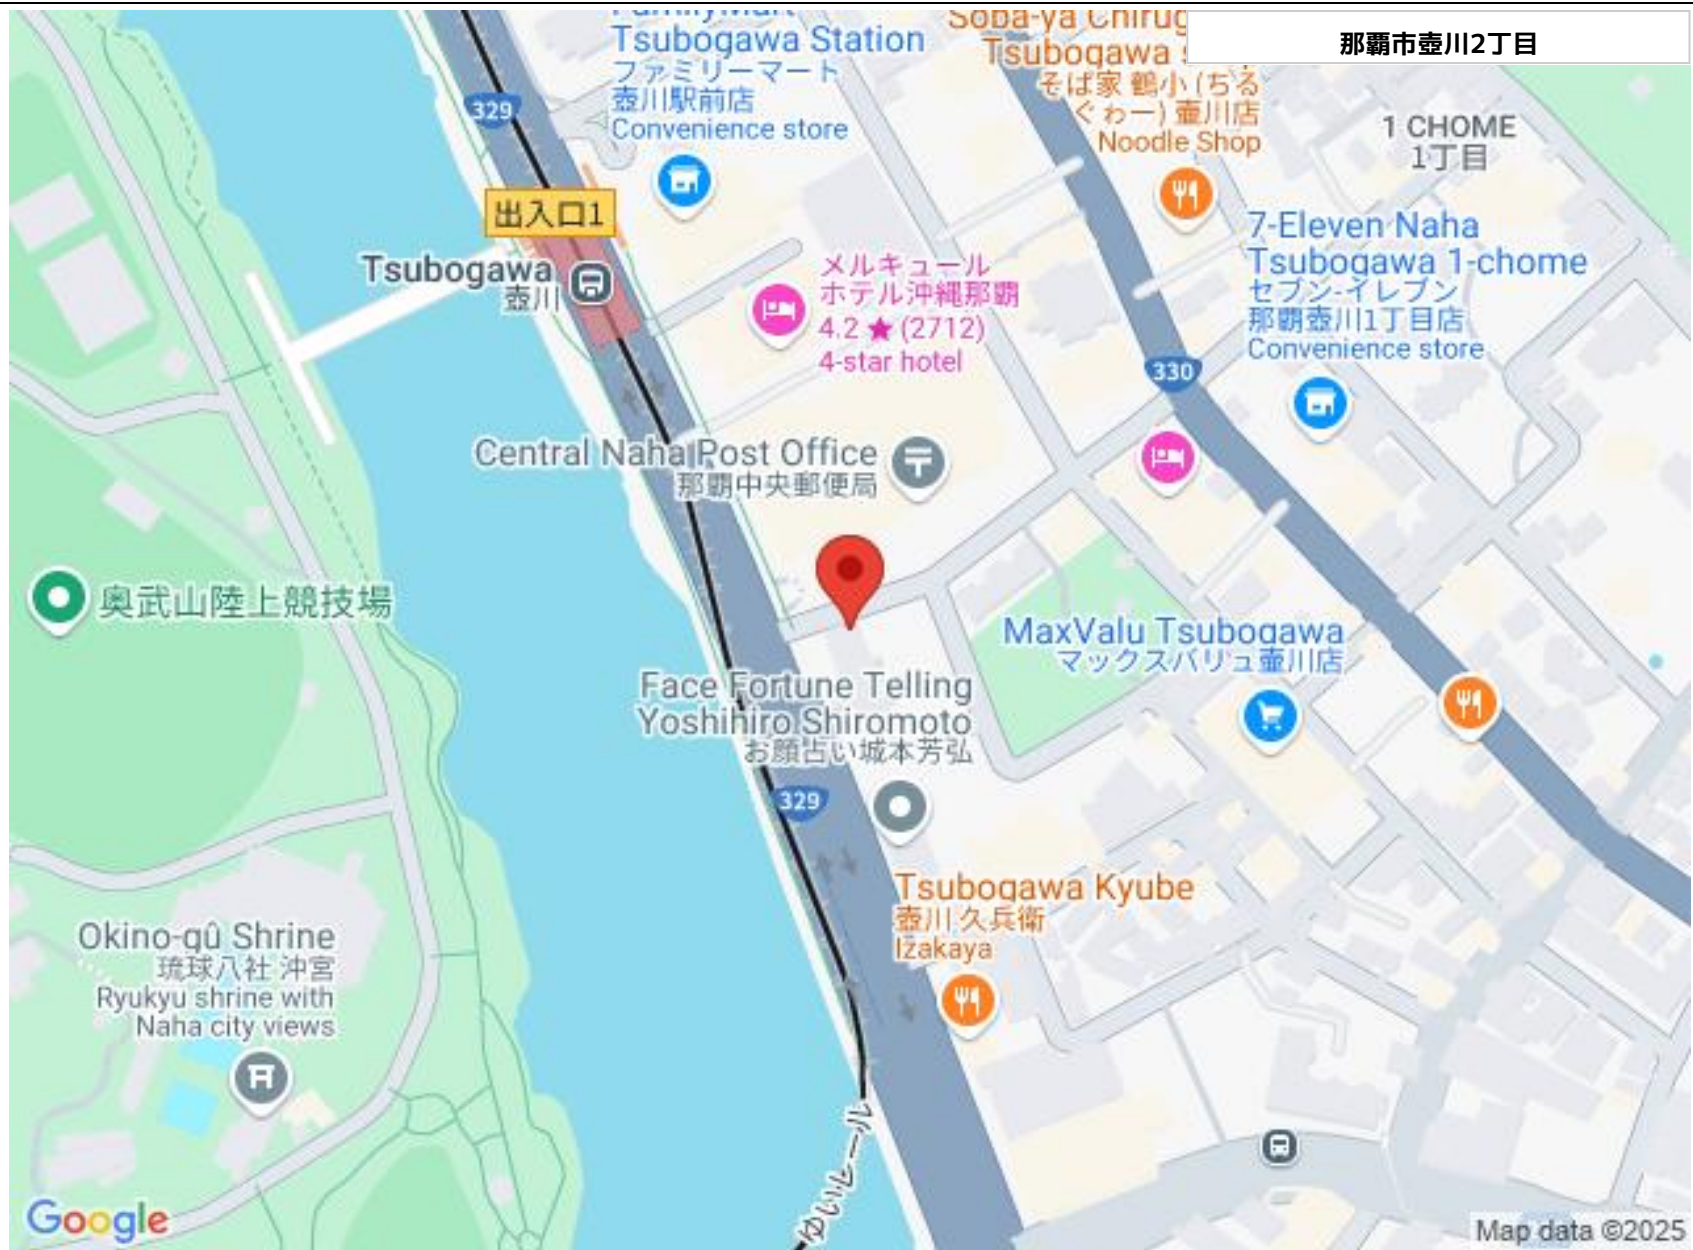 FamilyMart
Tsubogawa Station
ファミリーマート
壺川駅前店
Convenience store
Soba-ya Chirug
Tsubogawa s
そば家 鶴小 (ちる
ぐゎー) 壷川店
Noodle Shop
那覇市壺川2丁目
1 CHOME
1丁目
329
出入口1
Tsubogawa
壺川
メルキュール
ホテル沖縄那覇
4.2 ★ (2712)
4-star hotel
7-Eleven Naha
Tsubogawa 1-chome
セブン-イレブン
那覇壺川1丁目店
Convenience store
330
Central Naha Post Office
那覇中央郵便局
奥武山陸上競技場
MaxValu Tsubogawa
マックスバリュ壷川店
Face Fortune Telling
Yoshihiro Shiromoto
お顔占い城本芳弘
329
Tsubogawa Kyube
壺川 久兵衛
Izakaya
Okino-gû Shrine
琉球八社 沖宮
Ryukyu shrine with
Naha city views
ゆいレール
Google
Map data ©2025